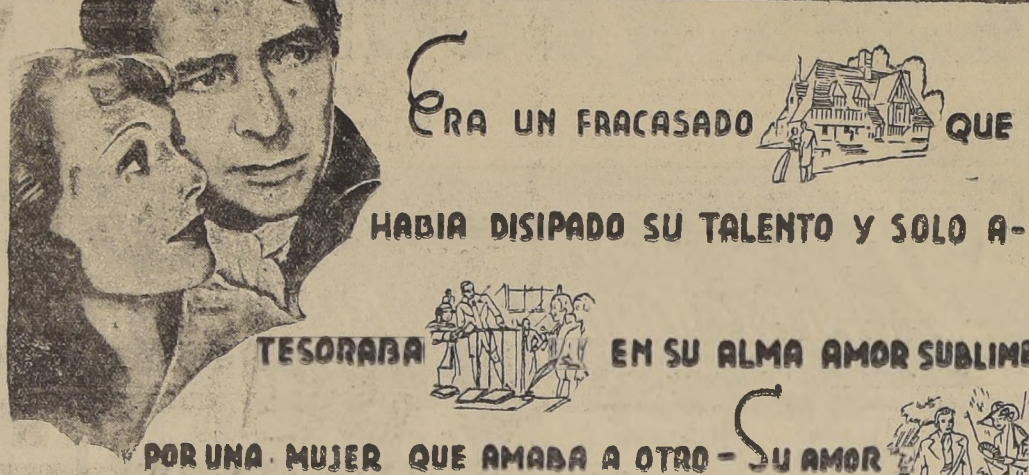 ERA UN FRACASADO QUE
HABIA DISIPADO SU TALENTO Y SOLO A-
TESORABA EN SU ALMA AMOR SUBLIME
POR UNA MUJER QUE AMABA A OTRO - SU AMOR